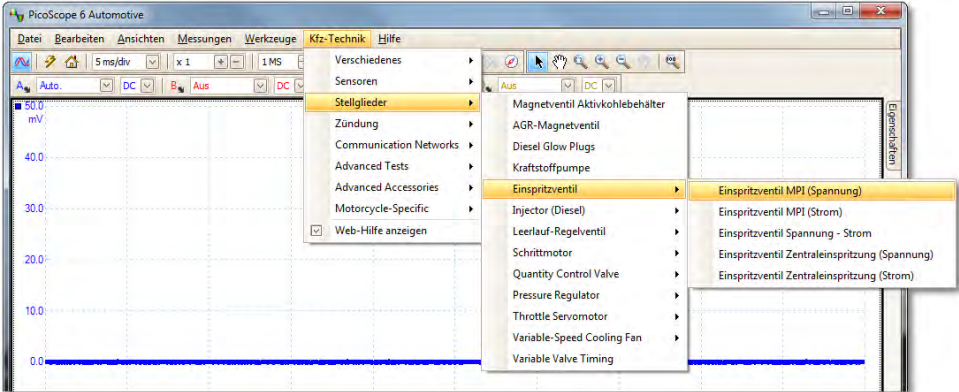 PicoScope 6 Automotive
Datei Bearbeiten Ansichten Messungen Werkzeuge Kfz-Technik Hilfe
5 ms/div x 1 1 MS
A Auto. DC B Aus DC Aus DC
50.0
mV
40.0
30.0
20.0
10.0
0.0
Verschiedenes
Sensoren
Stellglieder
Zündung
Communication Networks
Advanced Tests
Advanced Accessories
Motorcycle-Specific
Web-Hilfe anzeigen
Magnetventil Aktivkohlebehälter
AGR-Magnetventil
Diesel Glow Plugs
Kraftstoffpumpe
Einspritzventil
Injector (Diesel)
Leerlauf-Regelventil
Schrittmotor
Quantity Control Valve
Pressure Regulator
Throttle Servomotor
Variable-Speed Cooling Fan
Variable Valve Timing
Einspritzventil MPI (Spannung)
Einspritzventil MPI (Strom)
Einspritzventil Spannung - Strom
Einspritzventil Zentraleinspritzung (Spannung)
Einspritzventil Zentraleinspritzung (Strom)
Eigenschaften